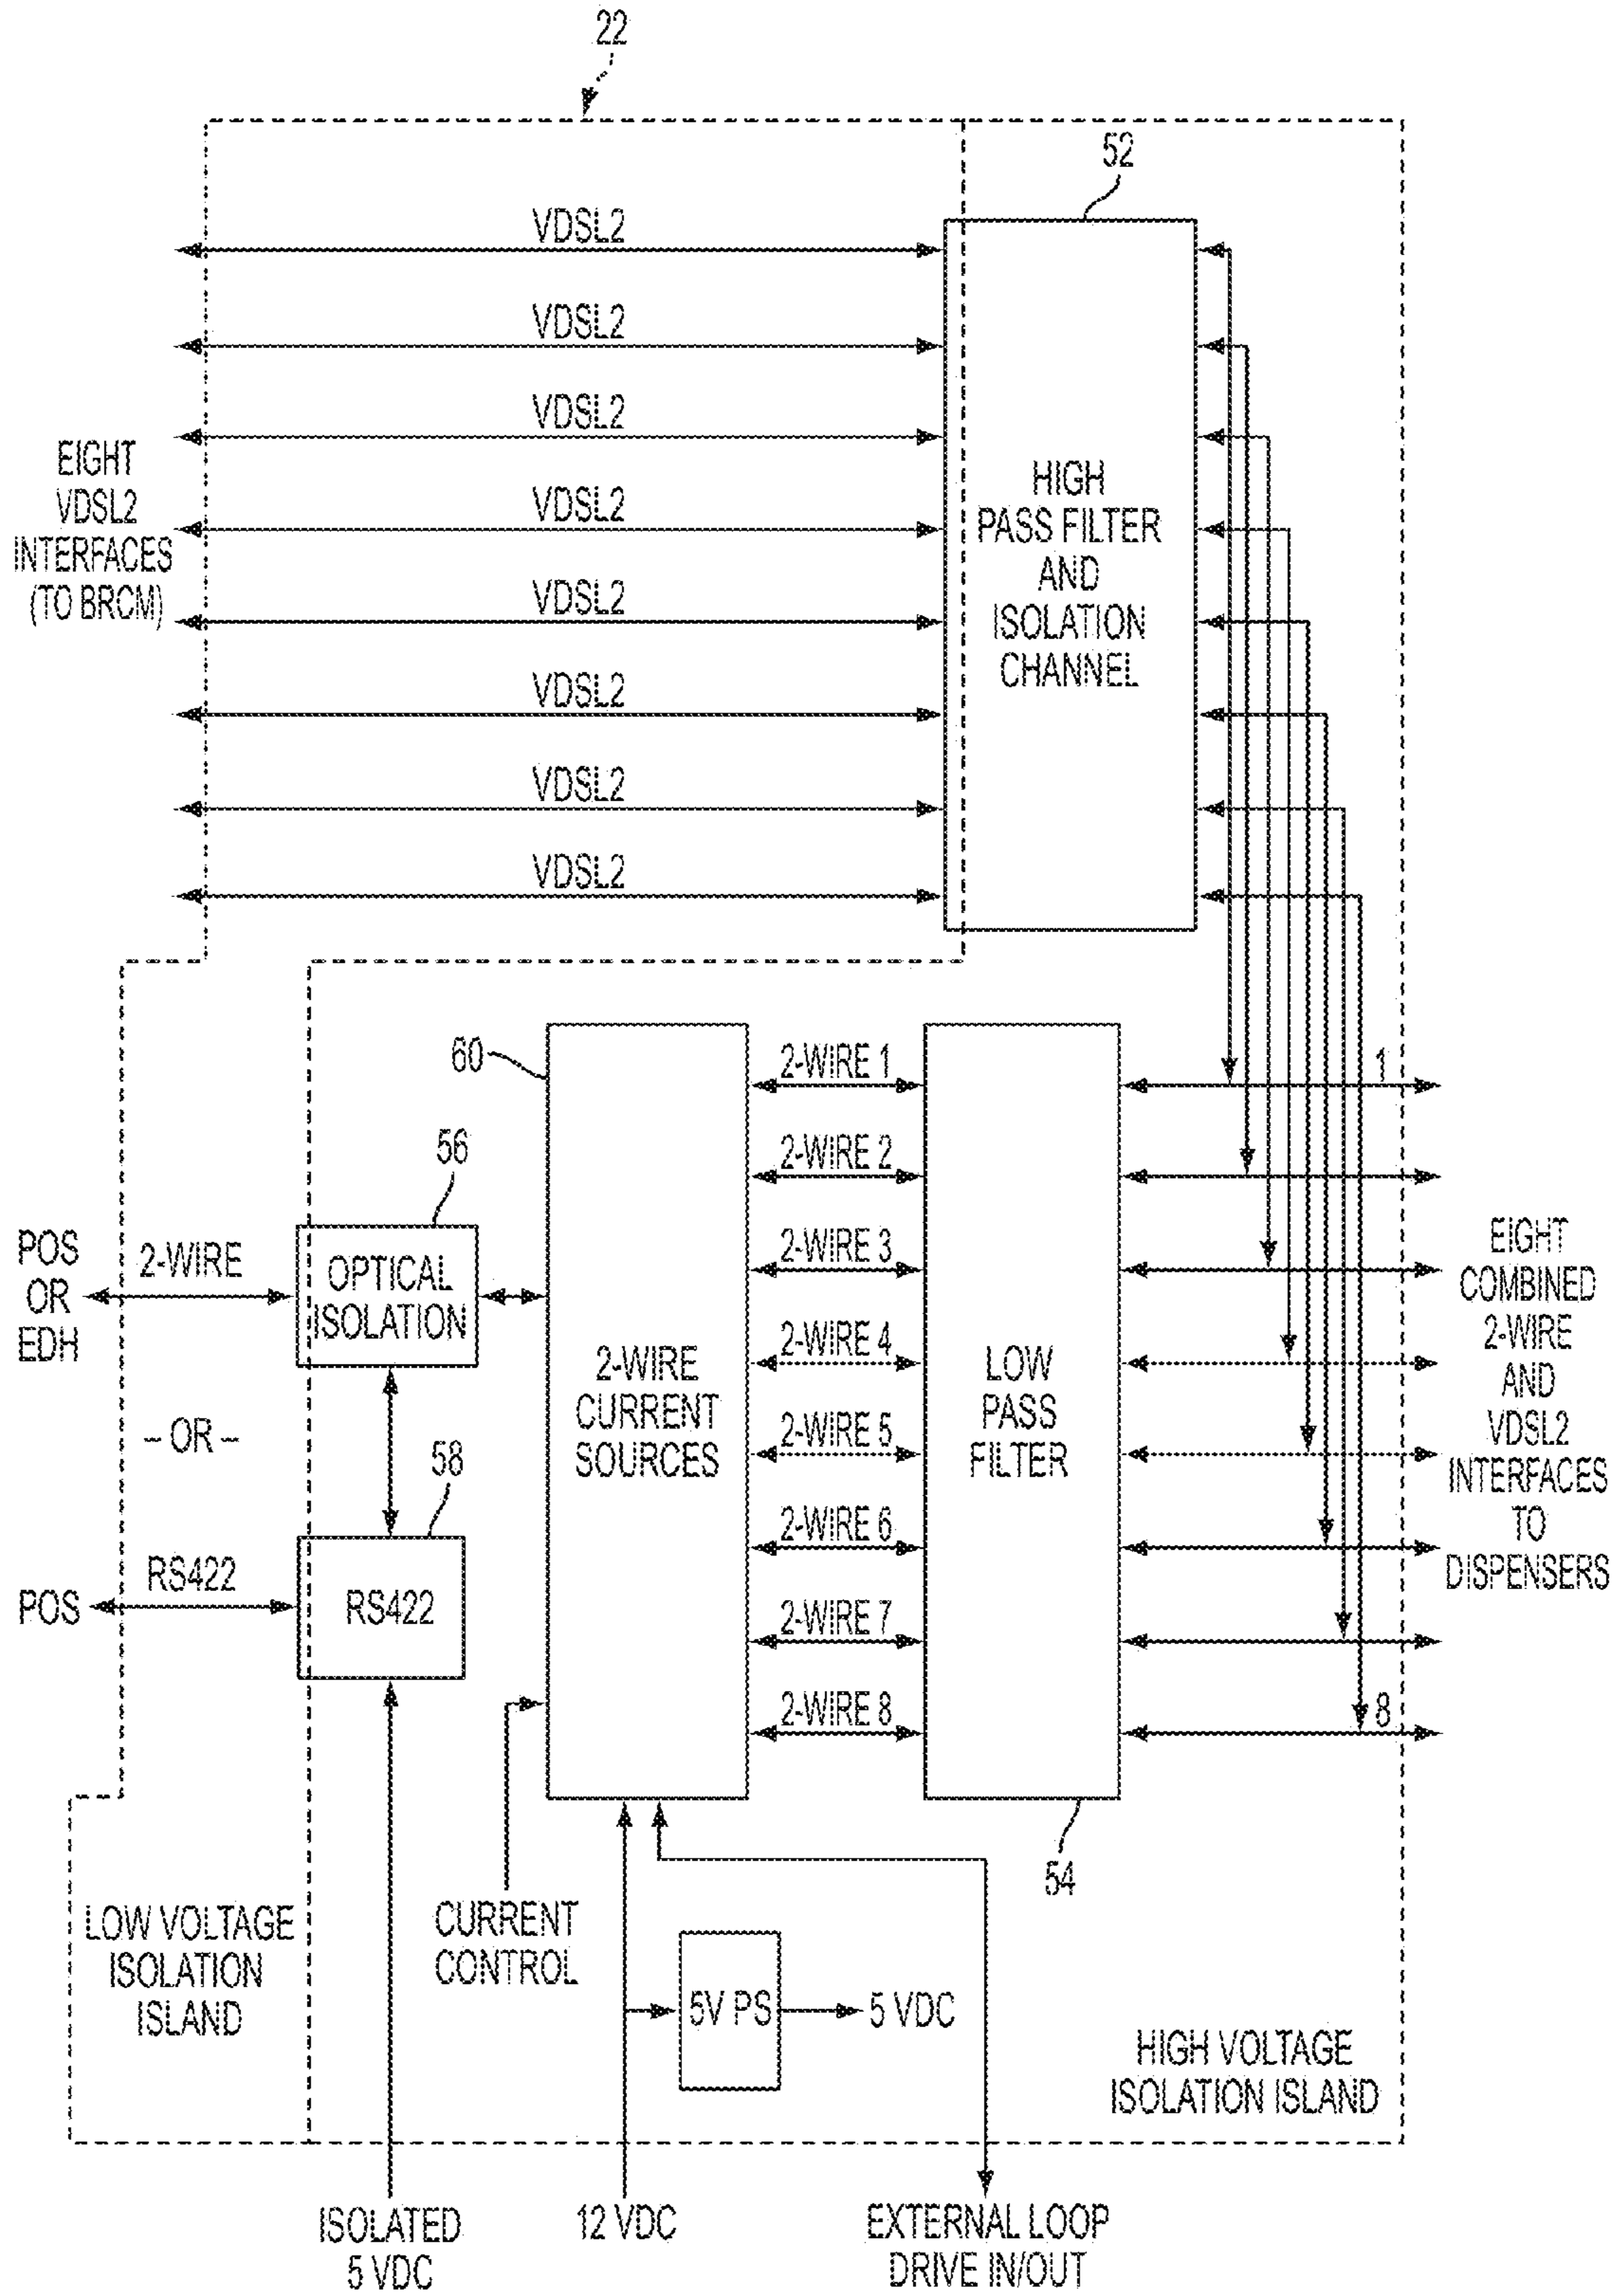 22
52
VDSL2
VDSL2
VDSL2
VDSL2
VDSL2
VDSL2
VDSL2
VDSL2
EIGHT
VDSL2
INTERFACES
(TO BRCM)
HIGH
PASS FILTER
AND
ISOLATION
CHANNEL
60
2-WIRE 1
2-WIRE 2
2-WIRE 3
2-WIRE 4
2-WIRE 5
2-WIRE 6
2-WIRE 7
2-WIRE 8
1
8
56
POS
OR
EDH
2-WIRE
OPTICAL
ISOLATION
2-WIRE
CURRENT
SOURCES
LOW
PASS
FILTER
EIGHT
COMBINED
2-WIRE
AND
VDSL2
INTERFACES
TO
DISPENSERS
– OR –
58
POS
RS422
RS422
54
LOW VOLTAGE
ISOLATION
ISLAND
CURRENT
CONTROL
5V PS
5 VDC
HIGH VOLTAGE
ISOLATION ISLAND
ISOLATED
5 VDC
12 VDC
EXTERNAL LOOP
DRIVE IN/OUT